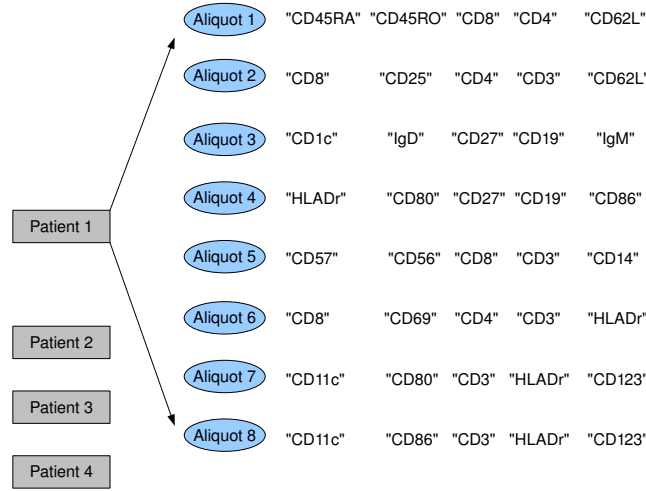 Aliquot 1 "CD45RA" "CD45RO" "CD8" "CD4" "CD62L"
Aliquot 2 "CD8" "CD25" "CD4" "CD3" "CD62L"
Aliquot 3 "CD1c" "IgD" "CD27" "CD19" "IgM"
Aliquot 4 "HLADr" "CD80" "CD27" "CD19" "CD86"
Patient 1
Aliquot 5 "CD57" "CD56" "CD8" "CD3" "CD14"
Aliquot 6 "CD8" "CD69" "CD4" "CD3" "HLADr"
Patient 2
Aliquot 7 "CD11c" "CD80" "CD3" "HLADr" "CD123"
Patient 3
Aliquot 8 "CD11c" "CD86" "CD3" "HLADr" "CD123"
Patient 4